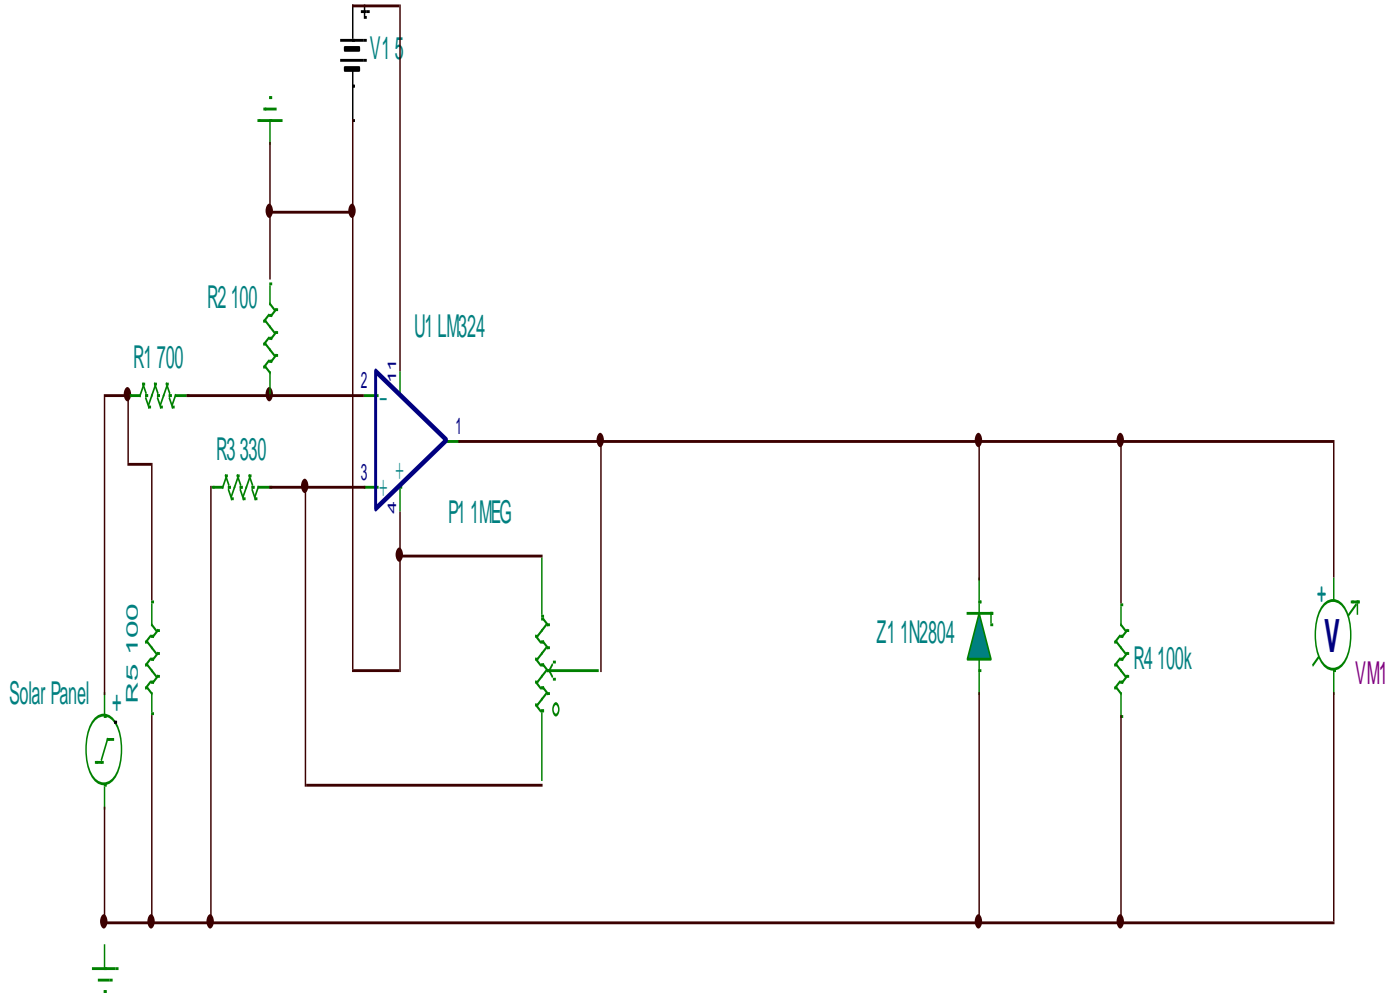 +
V1 5
R2 100
U1 LM324
R1 700
11
2
-
1
R3 330
3
+
+
4
P1 1MEG
R5 100
Z1 1N2804
+
V
R4 100k
VM1
Solar Panel
+
0